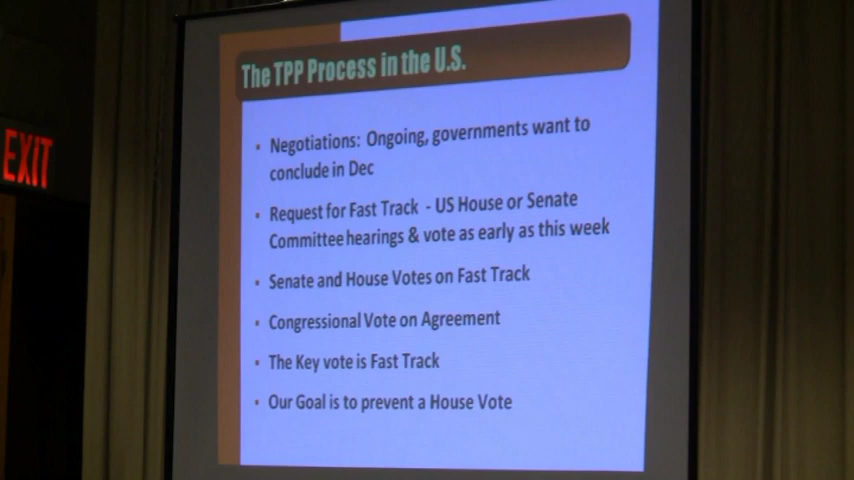 The TPP Process in the U.S.
EXIT
• Negotiations: Ongoing, governments want to
conclude in Dec
• Request for Fast Track - US House or Senate
Committee hearings & vote as early as this week
• Senate and House Votes on Fast Track
• Congressional Vote on Agreement
• The Key vote is Fast Track
• Our Goal is to prevent a House Vote